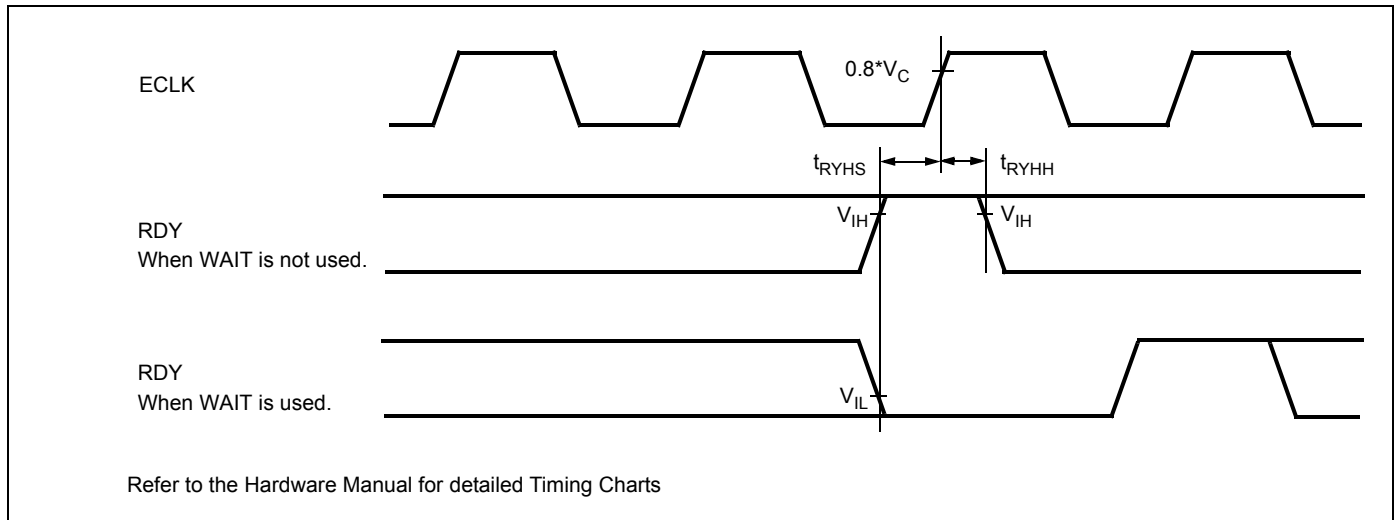 ECLK
0.8*VC
tRYHS
tRYHH
VIH
VIH
RDY
When WAIT is not used.
RDY
When WAIT is used.
VIL
Refer to the Hardware Manual for detailed Timing Charts